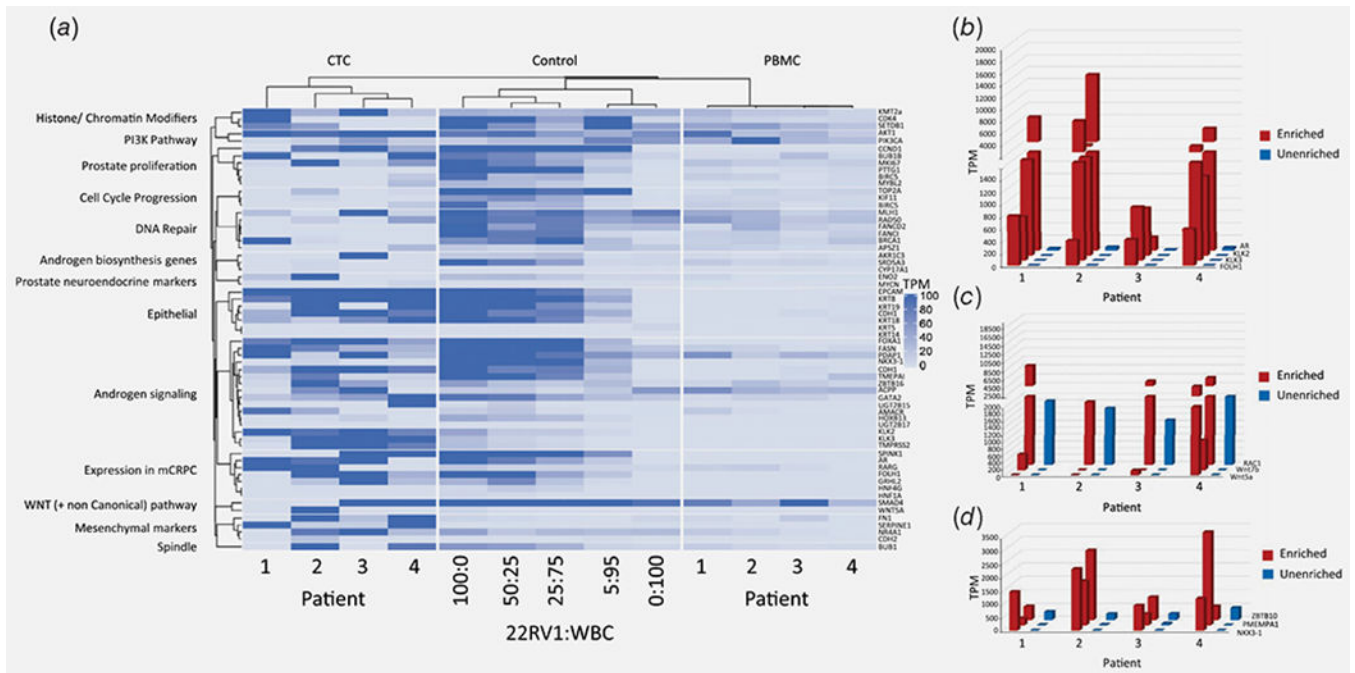 (a)
CTC
Control
PBMC
Histone/ Chromatin Modifiers
PI3K Pathway
Prostate proliferation
Cell Cycle Progression
DNA Repair
Androgen biosynthesis genes
Prostate neuroendocrine markers
Epithelial
Androgen signaling
Expression in mCRPC
WNT (+ non Canonical) pathway
Mesenchymal markers
Spindle
KMT2a
CDK4
SETDB1
AKT1
PIK3CA
CCND1
BUB1B
MKI67
PTTG1
BIRC5
MYBL2
TOP2A
KIF11
BIRC5
MLH1
RAD50
FANCD2
FANCI
BRCA1
AKR1C3
SRD5A3
CYP17A1
ENO2
MYCN
EPCAM
KRT8
KRT19
CDH1
KRT18
KRT5
KRT14
FOXA1
FASN
PDAP1
NKX3-1
CDH1
TMEPAI
ZBTB16
ACPP
GATA2
UGT2B15
AMACR
HOXB13
UGT2B17
KLK2
KLK3
TMPRSS2
SPINK1
AR
RARG
FOLH1
GRHL2
HNF4G
HNF1A
SMAD4
WNT5A
FN1
SERPINE1
NR4A1
CDH2
BUB1
TPM
100
80
60
40
20
0
1 2 3 4
100:0 50:25 25:75 5:95 0:100
1 2 3 4
Patient
22RV1:WBC
Patient
(b)
TPM
20000
18000
16000
14000
12000
10000
8000
6000
4000
1400
1200
1000
800
600
400
200
0
Enriched
Unenriched
AR
KLK2
KLK3
FOLH1
1 2 3 4
Patient
(c)
TPM
18500
16500
14500
12500
10500
8500
6500
4500
2500
2000
1800
1600
1400
1200
1000
800
600
400
200
0
Enriched
Unenriched
RAC1
Wnt7b
Wnt5a
1 2 3 4
Patient
(d)
TPM
3500
3000
2500
2000
1500
1000
500
0
Enriched
Unenriched
ZBTB10
PMEMPA1
NKX3-1
1 2 3 4
Patient